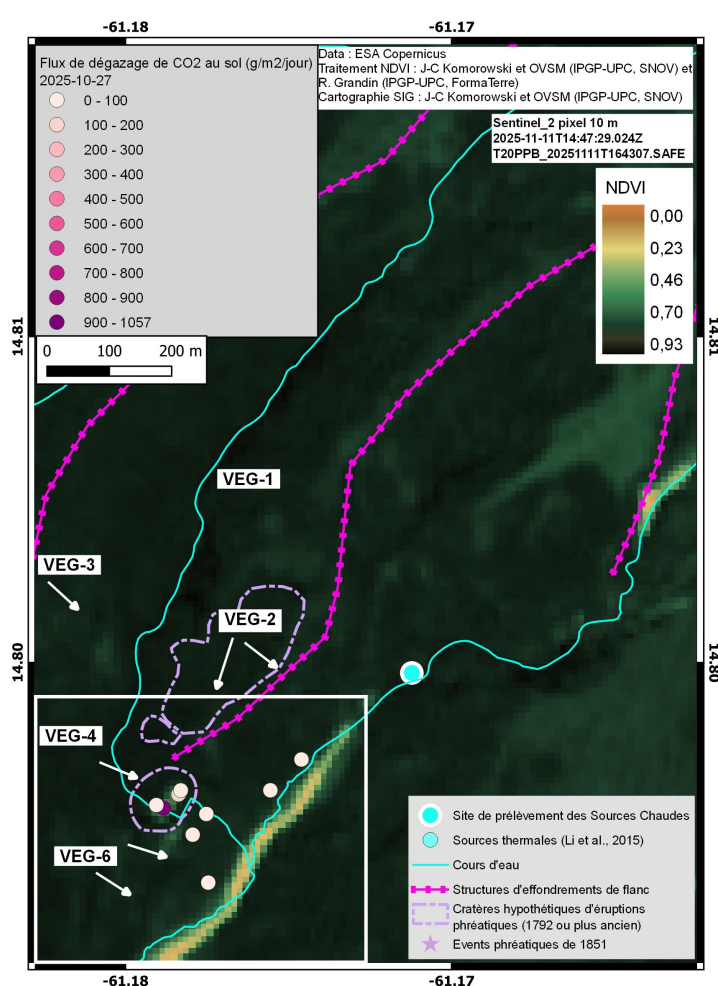 -61.18
-61.17
Flux de dégazage de CO2 au sol (g/m2/jour)
2025-10-27
0 - 100
100 - 200
200 - 300
300 - 400
400 - 500
500 - 600
600 - 700
700 - 800
800 - 900
900 - 1057
Data : ESA Copernicus
Traitement NDVI : J-C Komorowski et OVSM (IPGP-UPC, SNOV) et
R. Grandin (IPGP-UPC, FormaTerre)
Cartographie SIG : J-C Komorowski et OVSM (IPGP-UPC, SNOV)
Sentinel_2 pixel 10 m
2025-11-11T14:47:29.024Z
T20PPB_20251111T164307.SAFE
NDVI
0,00
0,23
0,46
0,70
0,93
14.81
14.81
0 100 200 m
VEG-1
VEG-3
VEG-2
14.80
14.80
VEG-4
VEG-6
Site de prélèvement des Sources Chaudes
Sources thermales (Li et al., 2015)
Cours d'eau
Structures d'effondrements de flanc
Cratères hypothétiques d'éruptions
phréatiques (1792 ou plus ancien)
Events phréatiques de 1851
-61.18
-61.17